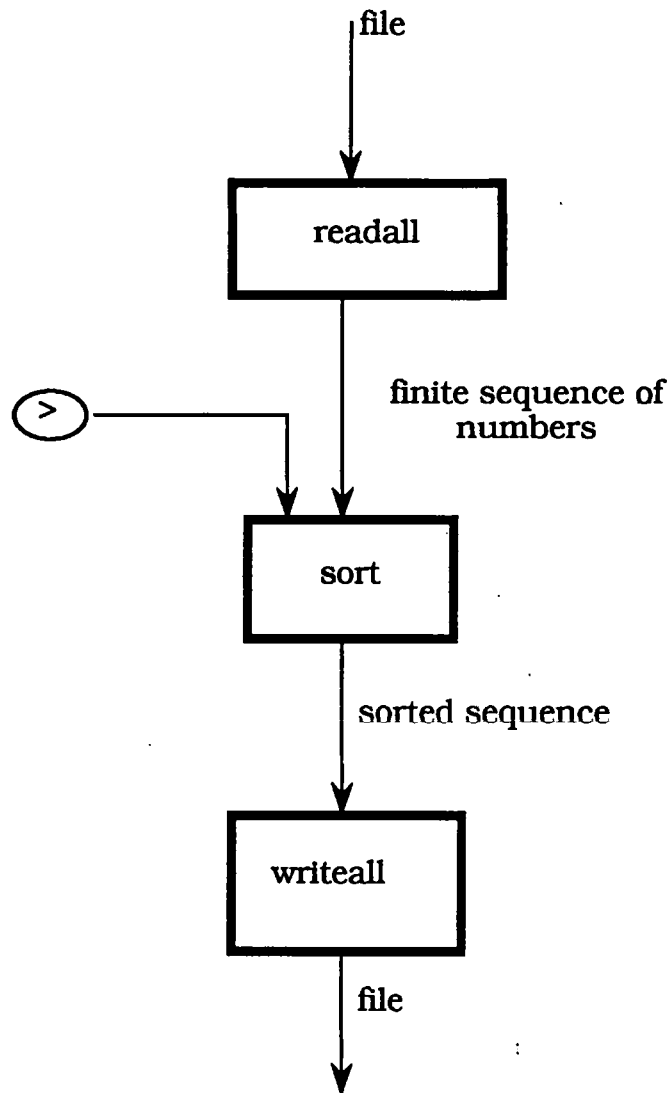 file
readall
finite sequence of
numbers
>
sort
sorted sequence
writeall
file